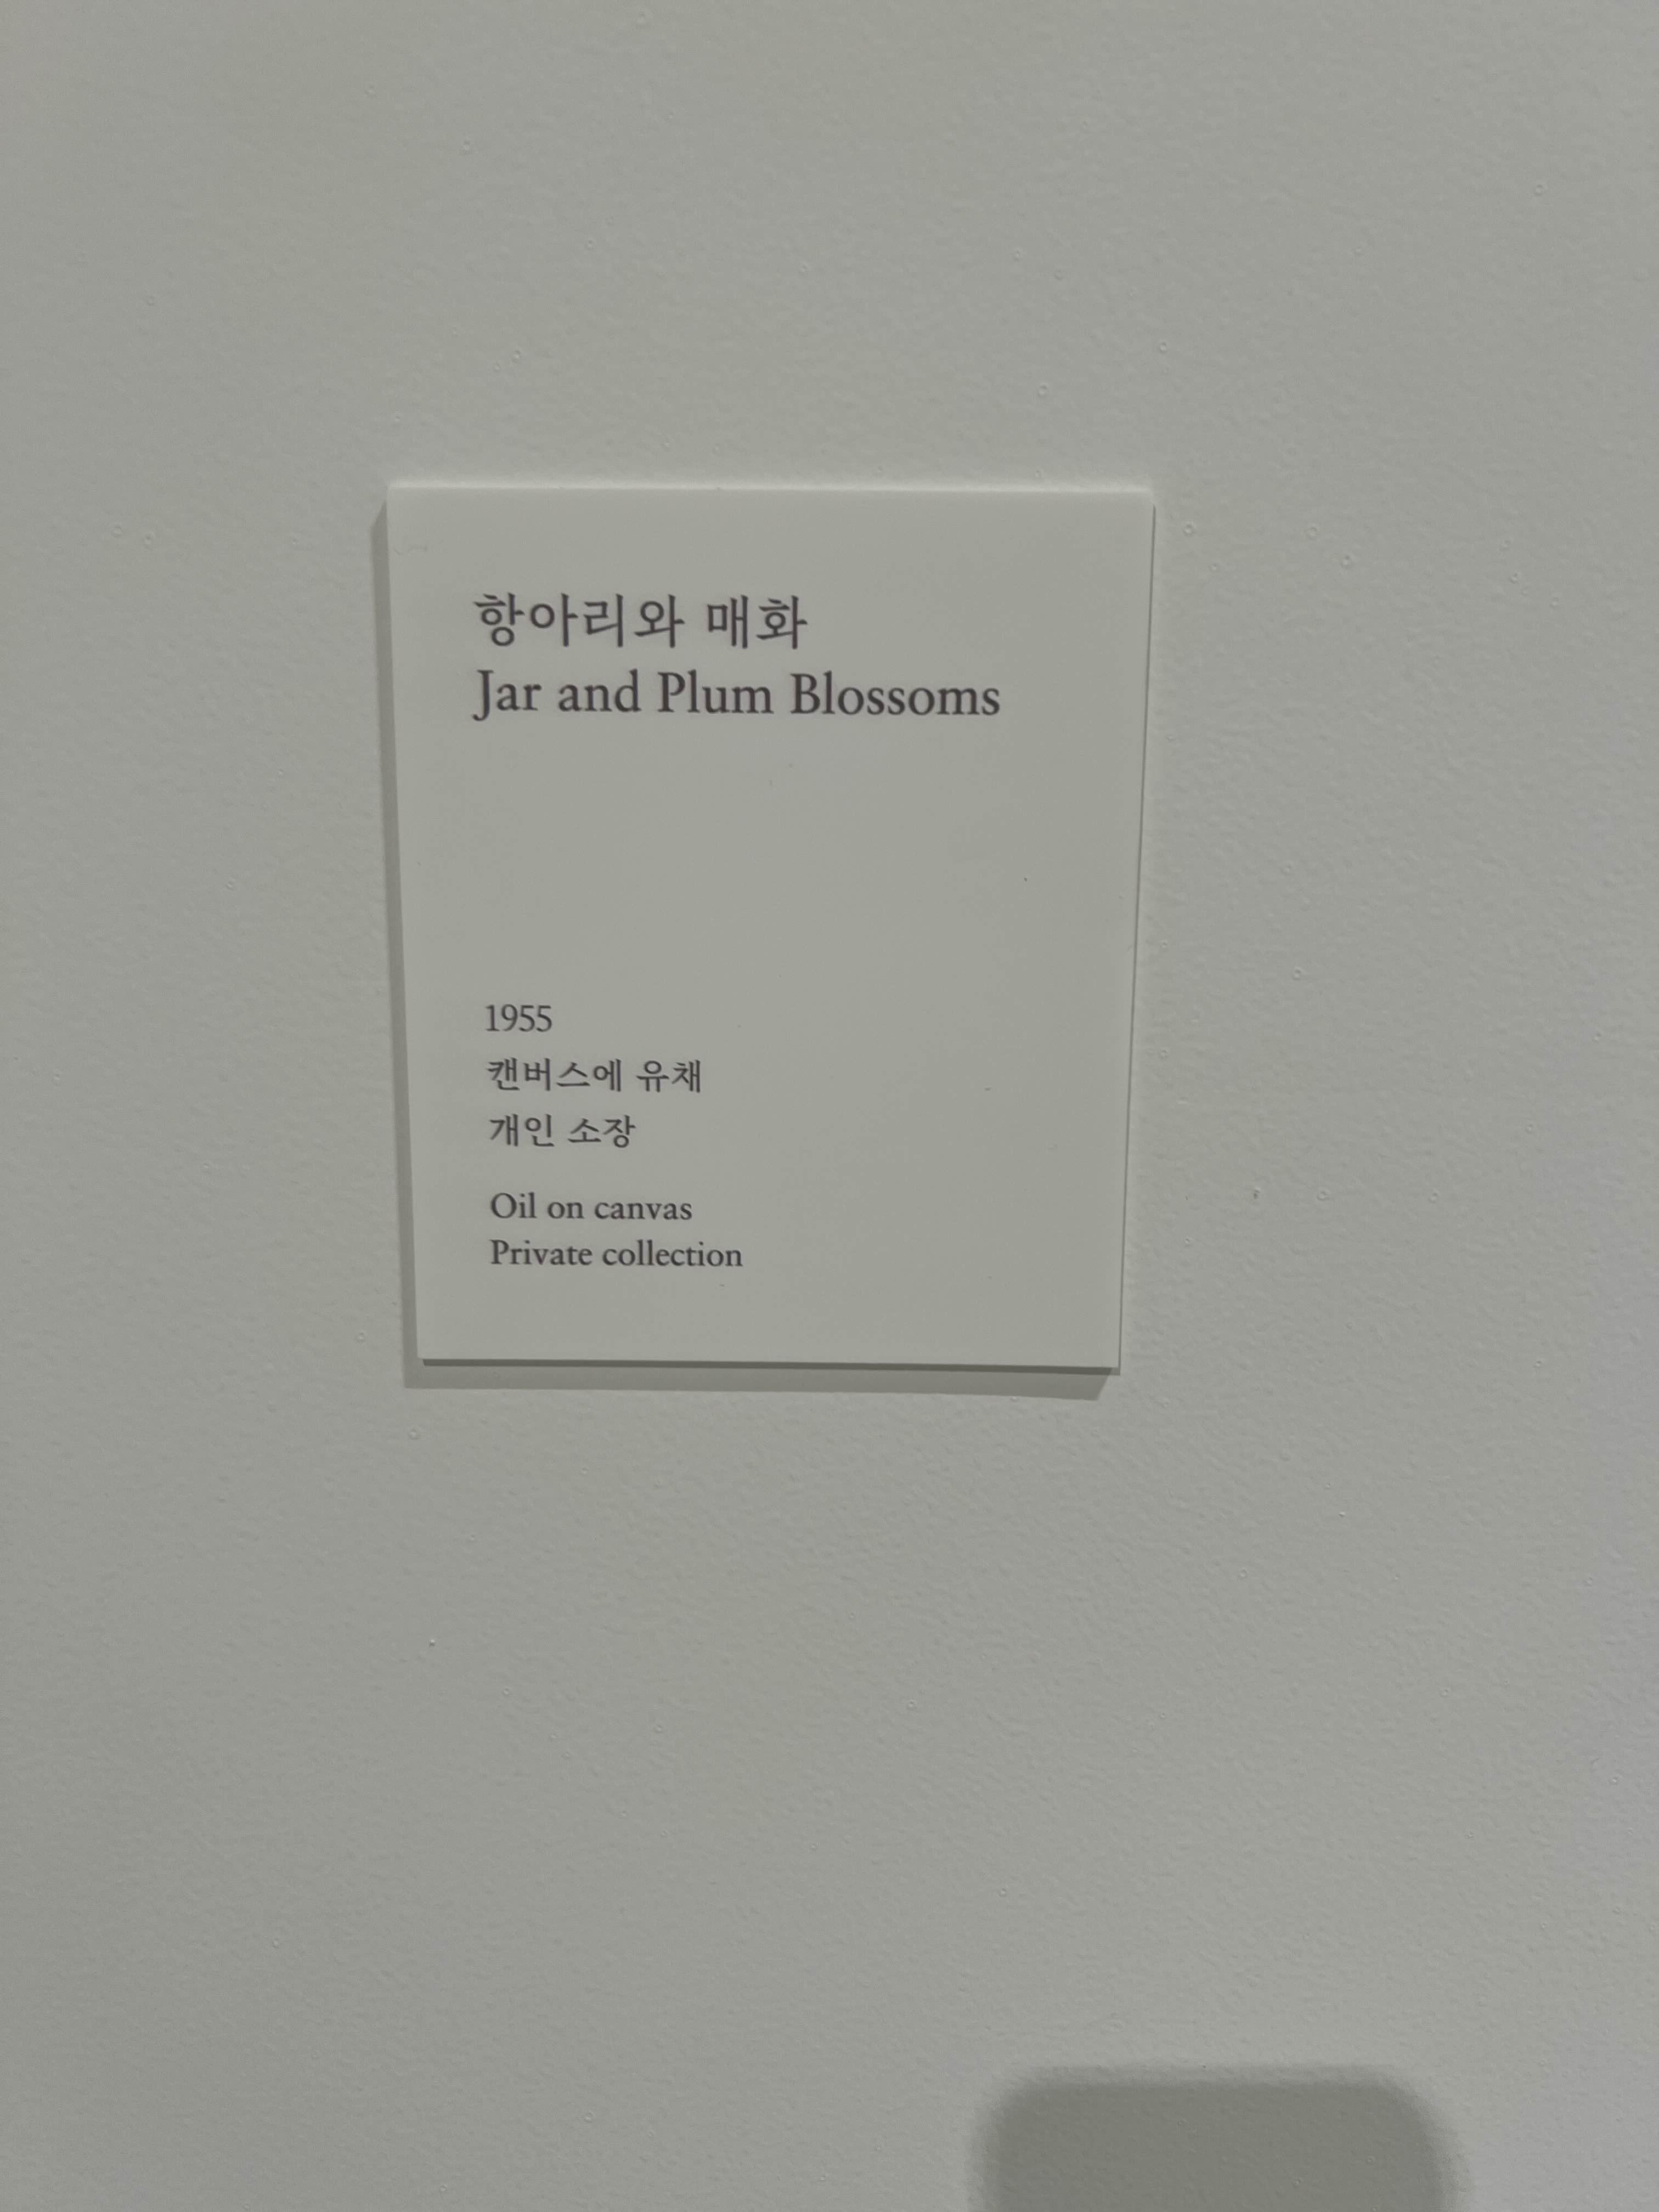 항아리와 매화
Jar and Plum Blossoms
1955
캔버스에 유채
개인 소장
Oil on canvas
Private collection